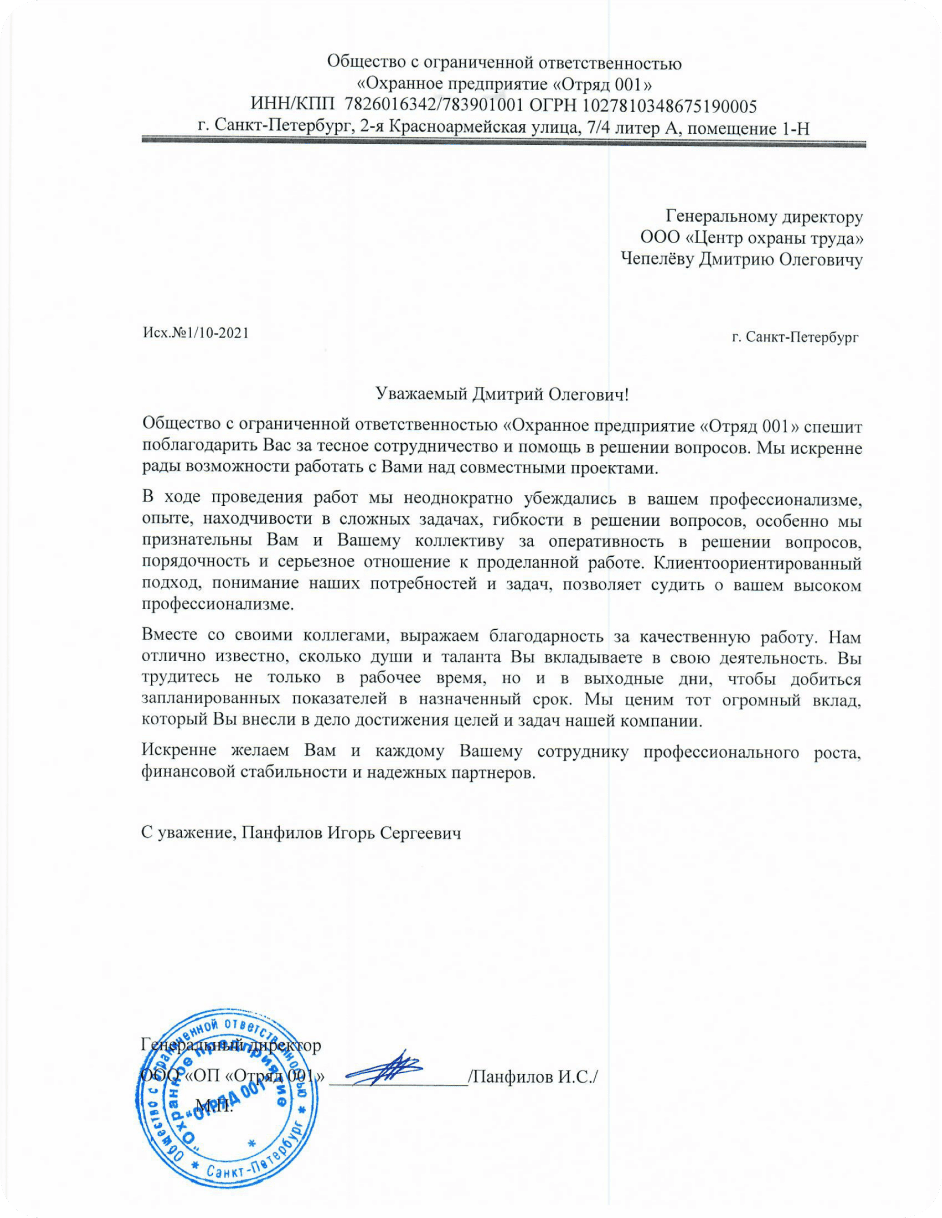 Общество с ограниченной ответственностью
«Охранное предприятие «Отряд 001»
ИНН/КПП 7826016342/783901001 ОГРН 1027810348675190005
г. Санкт-Петербург, 2-я Красноармейская улица, 7/4 литер А, помещение 1-Н
Генеральному директору
ООО «Центр охраны труда»
Чепелёву Дмитрию Олеговичу
Исх.№1/10-2021
г. Санкт-Петербург
Уважаемый Дмитрий Олегович!
Общество с ограниченной ответственностью «Охранное предприятие «Отряд 001» спешит
поблагодарить Вас за тесное сотрудничество и помощь в решении вопросов. Мы искренне
рады возможности работать с Вами над совместными проектами.
В ходе проведения работ мы неоднократно убеждались в вашем профессионализме,
опыте, находчивости в сложных задачах, гибкости в решении вопросов, особенно мы
признательны Вам и Вашему коллективу за оперативность в решении вопросов,
порядочность и серьезное отношение к проделанной работе. Клиентоориентированный
подход, понимание наших потребностей и задач, позволяет судить о вашем высоком
профессионализме.
Вместе со своими коллегами, выражаем благодарность за качественную работу. Нам
отлично известно, сколько души и таланта Вы вкладываете в свою деятельность. Вы
трудитесь не только в рабочее время, но и в выходные дни, чтобы добиться
запланированных показателей в назначенный срок. Мы ценим тот огромный вклад,
который Вы внесли в дело достижения целей и задач нашей компании.
Искренне желаем Вам и каждому Вашему сотруднику профессионального роста,
финансовой стабильности и надежных партнеров.
С уважение, Панфилов Игорь Сергеевич
Генеральный директор
ООО «ОП «Отряд 001» _______________/Панфилов И.С./
М.П.
Общество с ограниченной ответственностью * Санкт-Петербург *
"Охранное предприятие
"ОТРЯД 001"
*